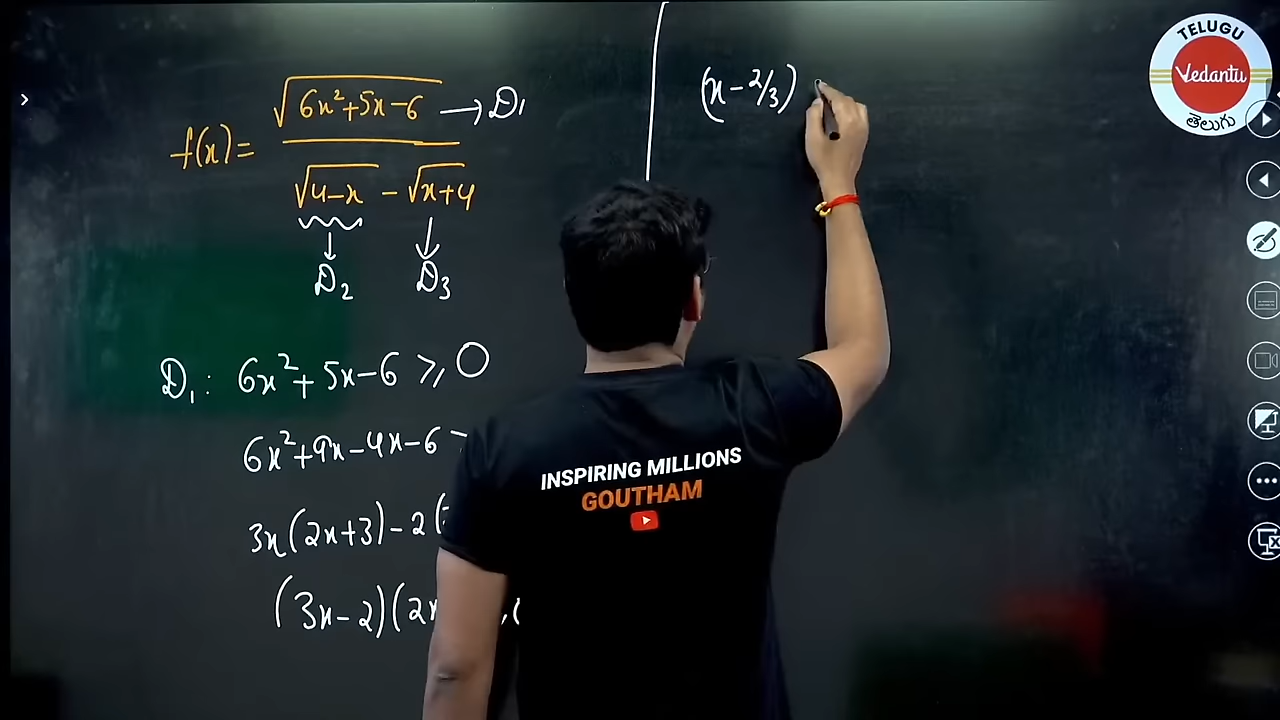 TELUGU
Vedantu
తెలుగు
f(x) = √(6x²+5x-6) → D₁
√(4-x) - √(x+4)
D₂ D₃
D₁: 6x²+5x-6 ⩾ 0
6x²+9x-4x-6
3x(2x+3)-2(
(3x-2)(2x
(x-2/3)
INSPIRING MILLIONS
GOUTHAM